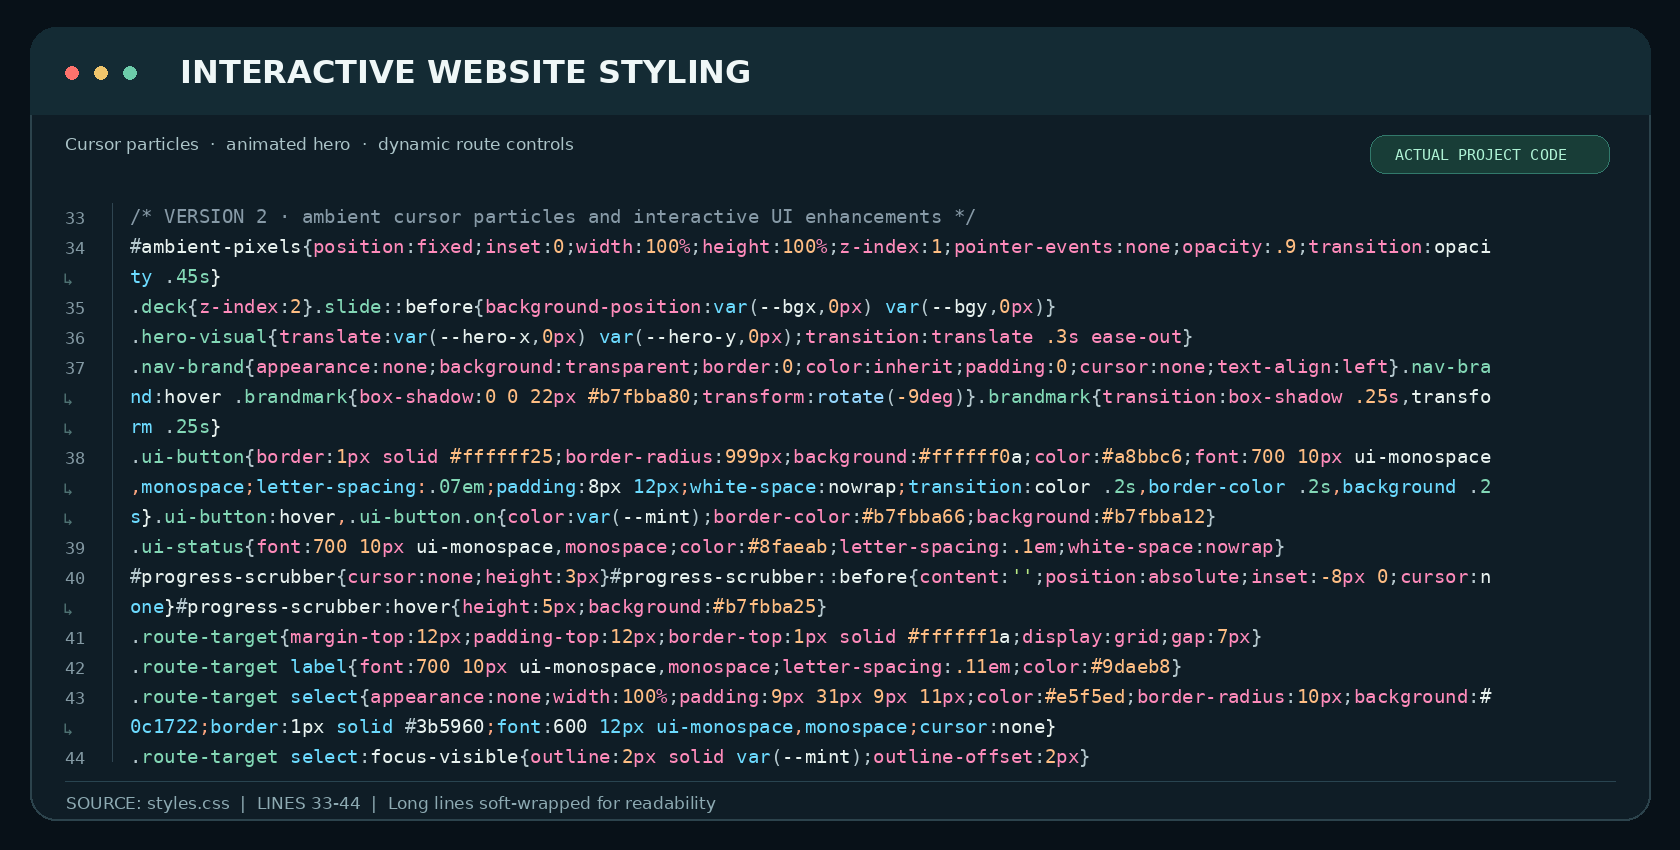 INTERACTIVE WEBSITE STYLING
Cursor particles · animated hero · dynamic route controls
ACTUAL PROJECT CODE
33 /* VERSION 2 · ambient cursor particles and interactive UI enhancements */
34 #ambient-pixels{position:fixed;inset:0;width:100%;height:100%;z-index:1;pointer-events:none;opacity:.9;transition:opaci
↳ ty .45s}
35 .deck{z-index:2}.slide::before{background-position:var(--bgx,0px) var(--bgy,0px)}
36 .hero-visual{translate:var(--hero-x,0px) var(--hero-y,0px);transition:translate .3s ease-out}
37 .nav-brand{appearance:none;background:transparent;border:0;color:inherit;padding:0;cursor:none;text-align:left}.nav-bra
↳ nd:hover .brandmark{box-shadow:0 0 22px #b7fbba80;transform:rotate(-9deg)}.brandmark{transition:box-shadow .25s,transfo
↳ rm .25s}
38 .ui-button{border:1px solid #ffffff25;border-radius:999px;background:#ffffff0a;color:#a8bbc6;font:700 10px ui-monospace
↳ ,monospace;letter-spacing:.07em;padding:8px 12px;white-space:nowrap;transition:color .2s,border-color .2s,background .2
↳ s}.ui-button:hover,.ui-button.on{color:var(--mint);border-color:#b7fbba66;background:#b7fbba12}
39 .ui-status{font:700 10px ui-monospace,monospace;color:#8faeab;letter-spacing:.1em;white-space:nowrap}
40 #progress-scrubber{cursor:none;height:3px}#progress-scrubber::before{content:'';position:absolute;inset:-8px 0;cursor:n
↳ one}#progress-scrubber:hover{height:5px;background:#b7fbba25}
41 .route-target{margin-top:12px;padding-top:12px;border-top:1px solid #ffffff1a;display:grid;gap:7px}
42 .route-target label{font:700 10px ui-monospace,monospace;letter-spacing:.11em;color:#9daeb8}
43 .route-target select{appearance:none;width:100%;padding:9px 31px 9px 11px;color:#e5f5ed;border-radius:10px;background:#
↳ 0c1722;border:1px solid #3b5960;font:600 12px ui-monospace,monospace;cursor:none}
44 .route-target select:focus-visible{outline:2px solid var(--mint);outline-offset:2px}
SOURCE: styles.css | LINES 33-44 | Long lines soft-wrapped for readability